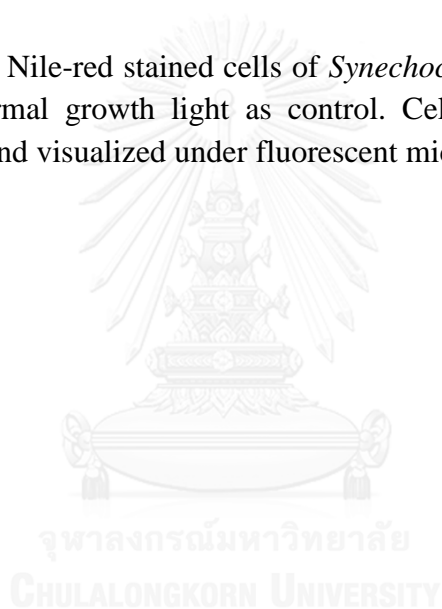 Nile-red stained cells of Synechoc
rmal growth light as control. Cel
nd visualized under fluorescent mic
จุฬาลงกรณ์มหาวิทยาลัย
CHULALONGKORN UNIVERSITY